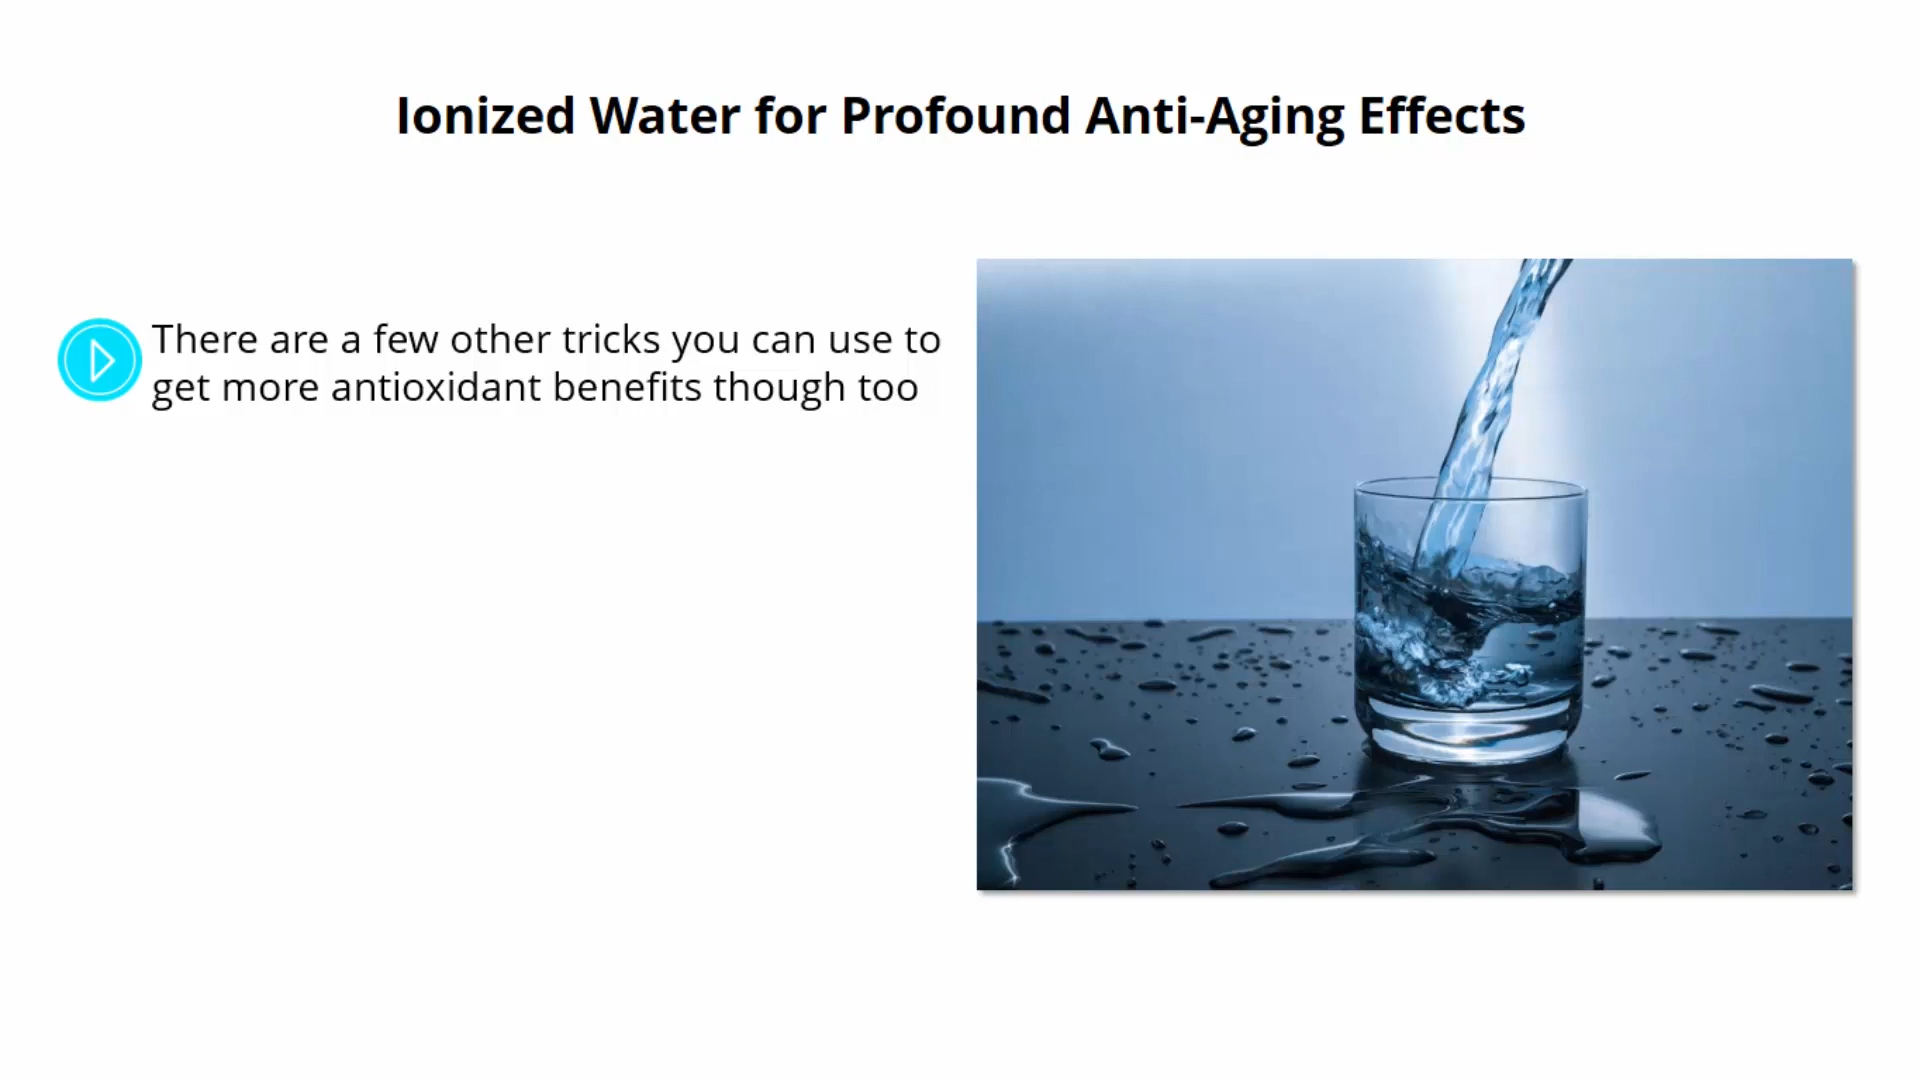 Ionized Water for Profound Anti-Aging Effects
There are a few other tricks you can use to
get more antioxidant benefits though too